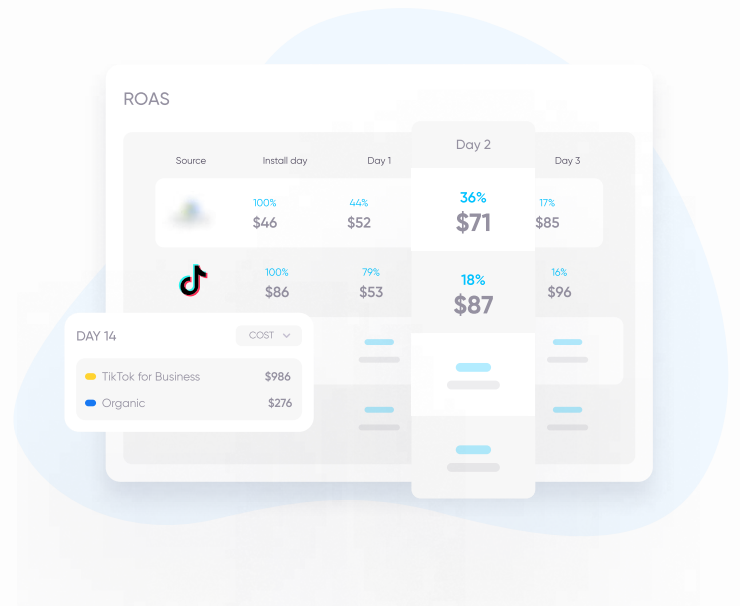 ROAS
Day 2
Source Install day Day 1 Day 3
100% 44% 36% 17%
$46 $52 $71 $85
100% 79% 18% 16%
$86 $53 $87 $96
DAY 14 COST
TikTok for Business $986
Organic $276